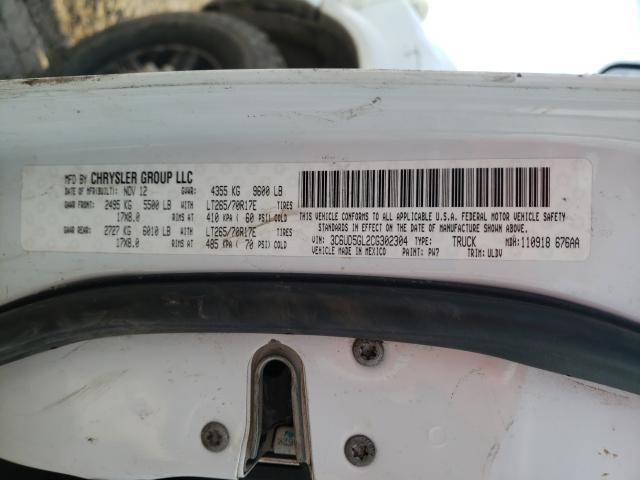 MFD BY CHRYSLER GROUP LLC
DATE OF MFR(BUILT): NOV 12 GVWR: 4355 KG 9600 LB
GAWR FRONT: 2495 KG 5500 LB WITH LT265/70R17E TIRES
17X8.0 RIMS AT 410 KPA ( 60 PSI) COLD
GAWR REAR: 2727 KG 6010 LB WITH LT265/70R17E TIRES
17X8.0 RIMS AT 485 KPA ( 70 PSI) COLD
THIS VEHICLE CONFORMS TO ALL APPLICABLE U.S.A. FEDERAL MOTOR VEHICLE SAFETY
STANDARDS IN EFFECT ON THE DATE OF MANUFACTURE SHOWN ABOVE.
VIN: 3C6UD5GL2CG302304 TYPE: TRUCK MDH: 110918 676AA
VEHICLE MADE IN MEXICO PAINT: PW7 TRIM: ULDV